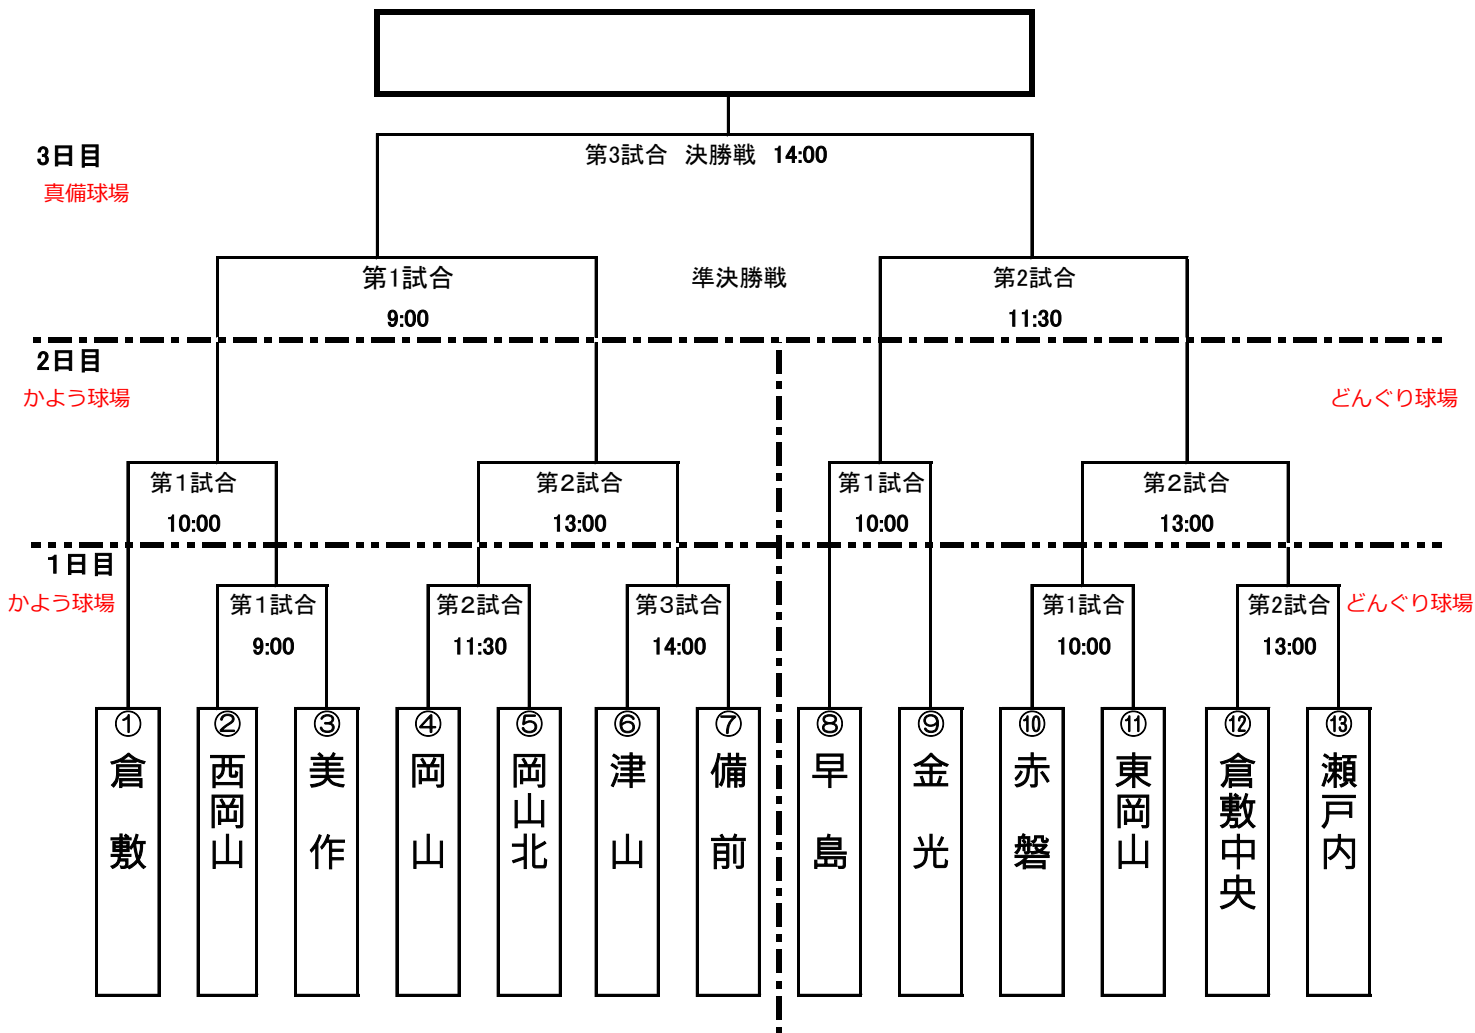 3日目
第3試合 決勝戦 14:00
真備球場
第1試合
準決勝戦
第2試合
9:00
11:30
2日目
かよう球場
どんぐり球場
第1試合
第2試合
第1試合
第2試合
10:00
13:00
10:00
13:00
1日目
かよう球場
第1試合
第2試合
第3試合
第1試合
第2試合
どんぐり球場
9:00
11:30
14:00
10:00
13:00
①倉敷
②西岡山
③美作
④岡山
⑤岡山北
⑥津山
⑦備前
⑧早島
⑨金光
⑩赤磐
⑪東岡山
⑫倉敷中央
⑬瀬戸内